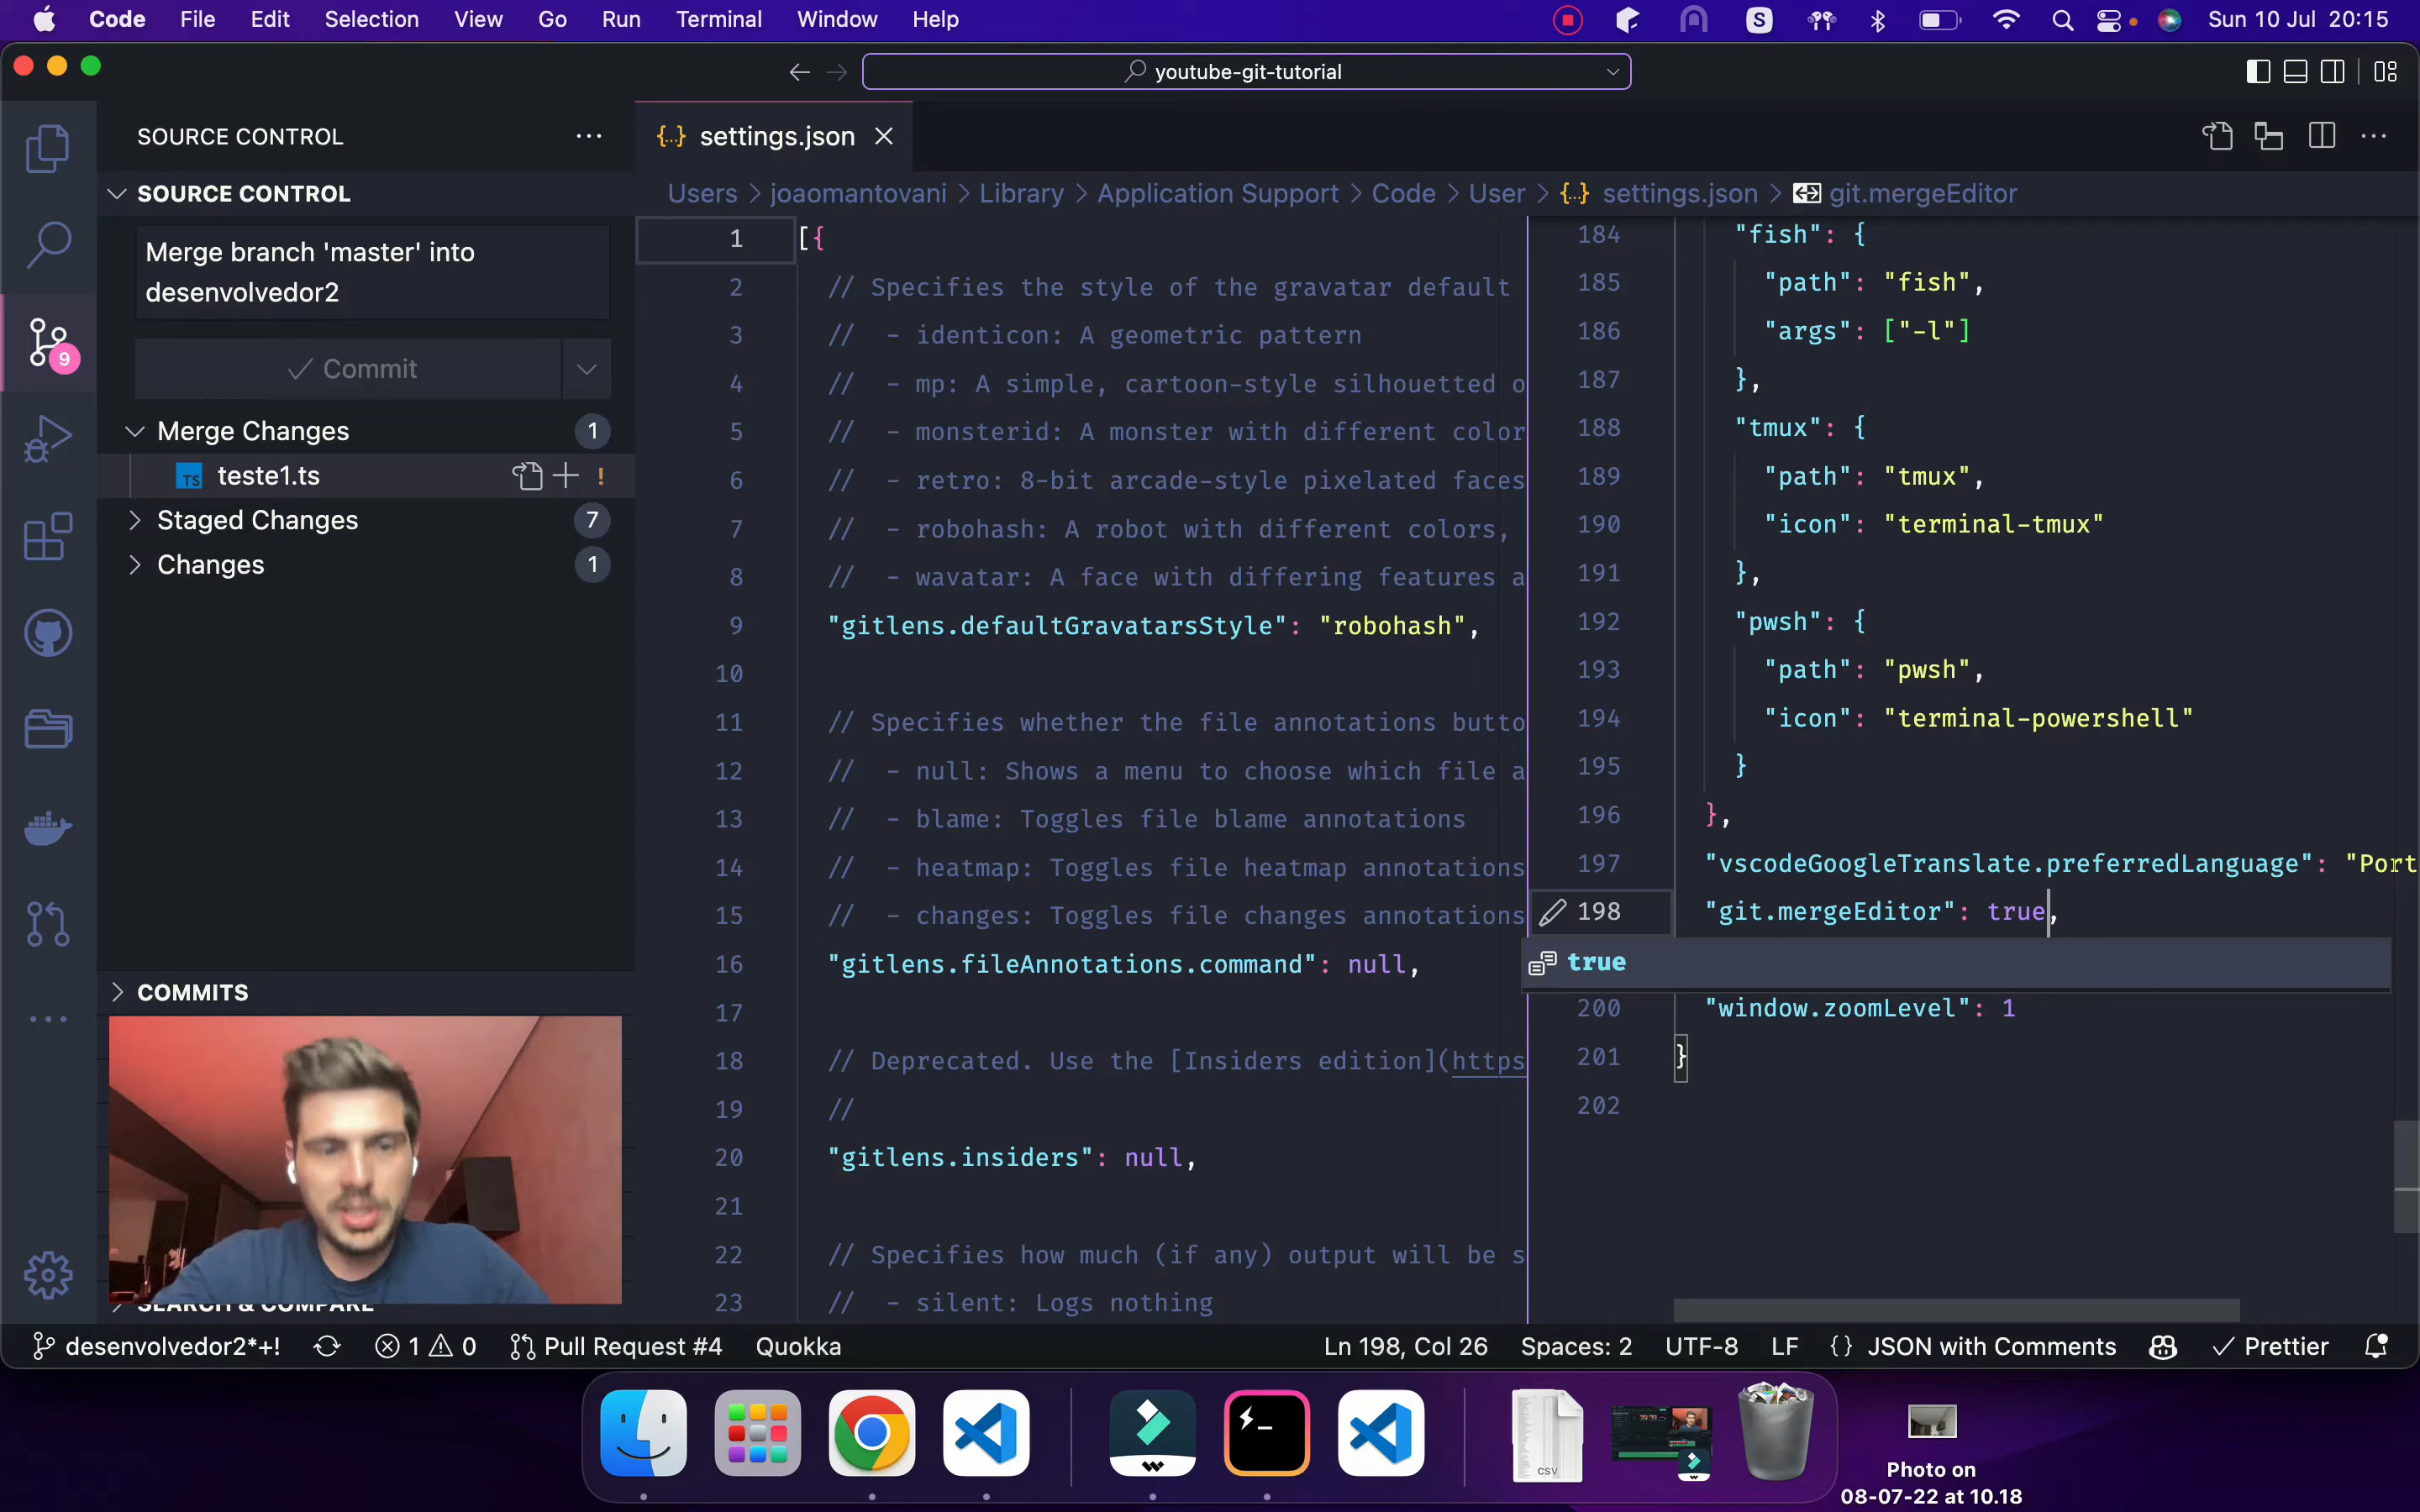 Code File Edit Selection View Go Run Terminal Window Help
S
Sun 10 Jul 20:15
youtube-git-tutorial
SOURCE CONTROL
SOURCE CONTROL
Merge branch 'master' into
desenvolvedor2
9
Commit
Merge Changes 1
TS teste1.ts !
Staged Changes 7
Changes 1
COMMITS
SEARCH & COMPARE
{..} settings.json
Users > joaomantovani > Library > Application Support > Code > User > {..} settings.json > git.mergeEditor
1 [{
2 // Specifies the style of the gravatar default
3 //  - identicon: A geometric pattern
4 //  - mp: A simple, cartoon-style silhouetted o
5 //  - monsterid: A monster with different color
6 //  - retro: 8-bit arcade-style pixelated faces
7 //  - robohash: A robot with different colors,
8 //  - wavatar: A face with differing features a
9 "gitlens.defaultGravatarsStyle": "robohash",
10
11 // Specifies whether the file annotations butto
12 //  - null: Shows a menu to choose which file a
13 //  - blame: Toggles file blame annotations
14 //  - heatmap: Toggles file heatmap annotations
15 //  - changes: Toggles file changes annotations
16 "gitlens.fileAnnotations.command": null,
17
18 // Deprecated. Use the [Insiders edition](https
19 //
20 "gitlens.insiders": null,
21
22 // Specifies how much (if any) output will be s
23 //  - silent: Logs nothing
184 "fish": {
185 "path": "fish",
186 "args": ["-l"]
187 },
188 "tmux": {
189 "path": "tmux",
190 "icon": "terminal-tmux"
191 },
192 "pwsh": {
193 "path": "pwsh",
194 "icon": "terminal-powershell"
195 }
196 },
197 "vscodeGoogleTranslate.preferredLanguage": "Port
198 "git.mergeEditor": true,
true
200 "window.zoomLevel": 1
201 }
202
desenvolvedor2*+! 1 0 Pull Request #4 Quokka Ln 198, Col 26 Spaces: 2 UTF-8 LF {} JSON with Comments Prettier
CSV
Photo on
08-07-22 at 10.18